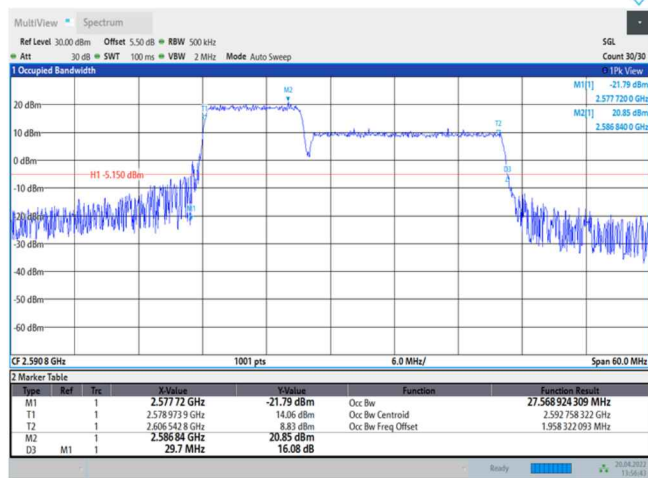 MultiView Spectrum
Ref Level 30.00 dBm Offset 5.50 dB RBW 500 kHz SGL
Att 30 dB SWT 100 ms VBW 2 MHz Mode Auto Sweep Count 30/30
1 Occupied Bandwidth 1Pk View
M1[1] -21.79 dBm
2.577 720 0 GHz
M2[1] 20.85 dBm
2.586 840 0 GHz
M2
20 dBm
T1
T2
10 dBm
0 dBm
H1 -5.150 dBm
D3
-10 dBm
M1
-20 dBm
-30 dBm
-40 dBm
-50 dBm
-60 dBm
CF 2.590 8 GHz 1001 pts 6.0 MHz/ Span 60.0 MHz
2 Marker Table
Type Ref Trc X-Value Y-Value Function Function Result
M1 1 2.577 72 GHz -21.79 dBm Occ Bw 27.568 924 309 MHz
T1 1 2.578 973 9 GHz 14.06 dBm Occ Bw Centroid 2.592 758 322 GHz
T2 1 2.606 542 8 GHz 8.83 dBm Occ Bw Freq Offset 1.958 322 093 MHz
M2 1 2.586 84 GHz 20.85 dBm
D3 M1 1 29.7 MHz 16.08 dB
Ready 20.04.2022
11:56:43